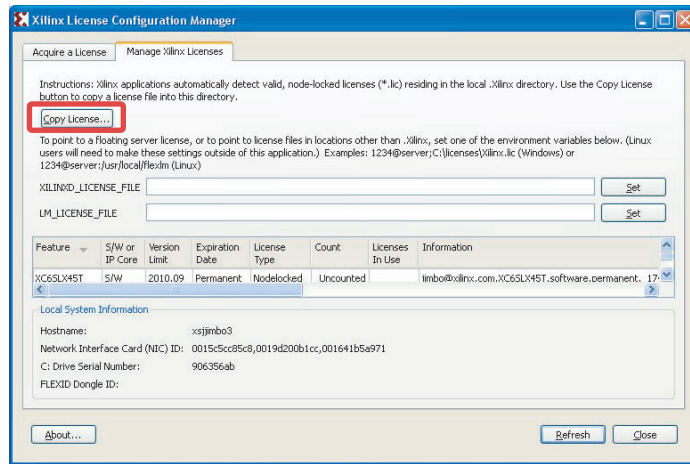 Xilinx License Configuration Manager
Acquire a License
Manage Xilinx Licenses
Instructions: Xilinx applications automatically detect valid, node-locked licenses (*.lic) residing in the local .Xilinx directory. Use the Copy License
button to copy a license file into this directory.
Copy License...
To point to a floating server license, or to point to license files in locations other than .Xilinx, set one of the environment variables below. (Linux
users will need to make these settings outside of this application.) Examples: 1234@server;C:\licenses\Xilinx.lic (Windows) or
1234@server:/usr/local/flexlm (Linux)
XILINXD_LICENSE_FILE Set
LM_LICENSE_FILE Set
Feature S/W or IP Core Version Limit Expiration Date License Type Count Licenses In Use Information
XC6SLX45T S/W 2010.09 Permanent Nodelocked Uncounted jimbo@xilinx.com,XC6SLX45T,software,permanent,
Local System Information
Hostname: xsjjimbo3
Network Interface Card (NIC) ID: 0015c5cc85c8,0019d200b1cc,001641b5a971
C: Drive Serial Number: 906356ab
FLEXID Dongle ID:
About... Refresh Close